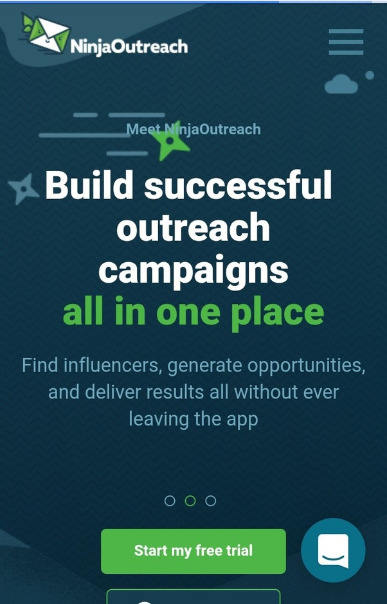 NinjaOutreach
Meet NinjaOutreach
Build successful
outreach
campaigns
all in one place
Find influencers, generate opportunities,
and deliver results all without ever
leaving the app
Start my free trial